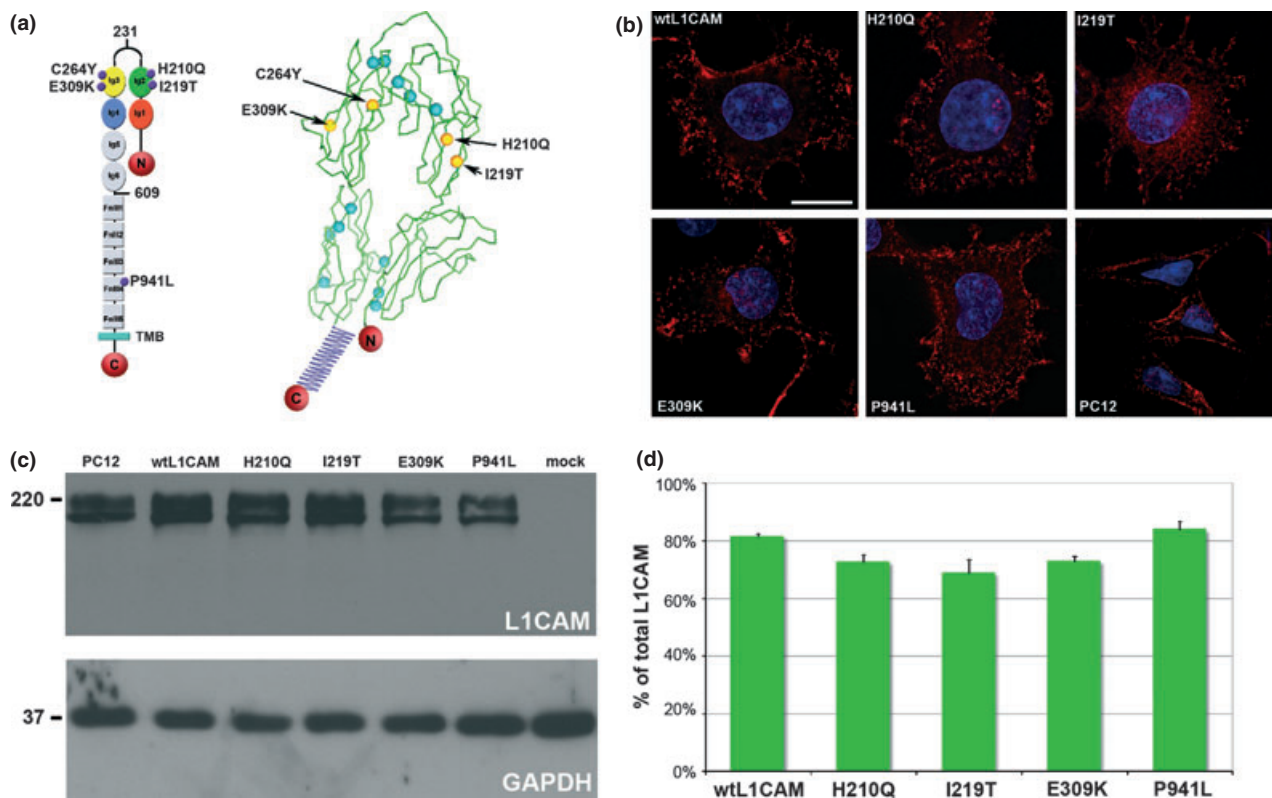 (a)
231
C264Y
E309K
H210Q
I219T
Ig3
Ig2
Ig4
Ig1
Ig5
Ig6
N
609
FnIII1
FnIII2
FnIII3
FnIII4
FnIII5
P941L
TMB
C
C264Y
E309K
H210Q
I219T
N
C
(b)
wtL1CAM
H210Q
I219T
E309K
P941L
PC12
(c)
PC12 wtL1CAM H210Q I219T E309K P941L mock
220
L1CAM
37
GAPDH
(d)
% of total L1CAM
100%
80%
60%
40%
20%
0%
wtL1CAM H210Q I219T E309K P941L